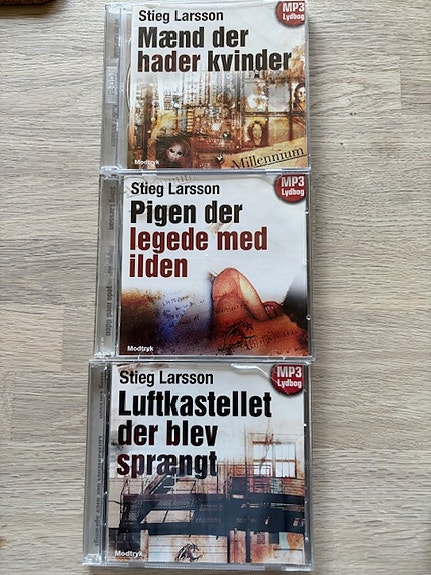 Stieg Larsson
MP3
Lydbog
Mænd der
hader kvinder
Millennium
Modtryk
Stieg Larsson
MP3
Lydbog
Pigen der
legede med
ilden
Modtryk
Stieg Larsson
MP3
Lydbog
Luftkastellet
der blev
sprængt
Modtryk